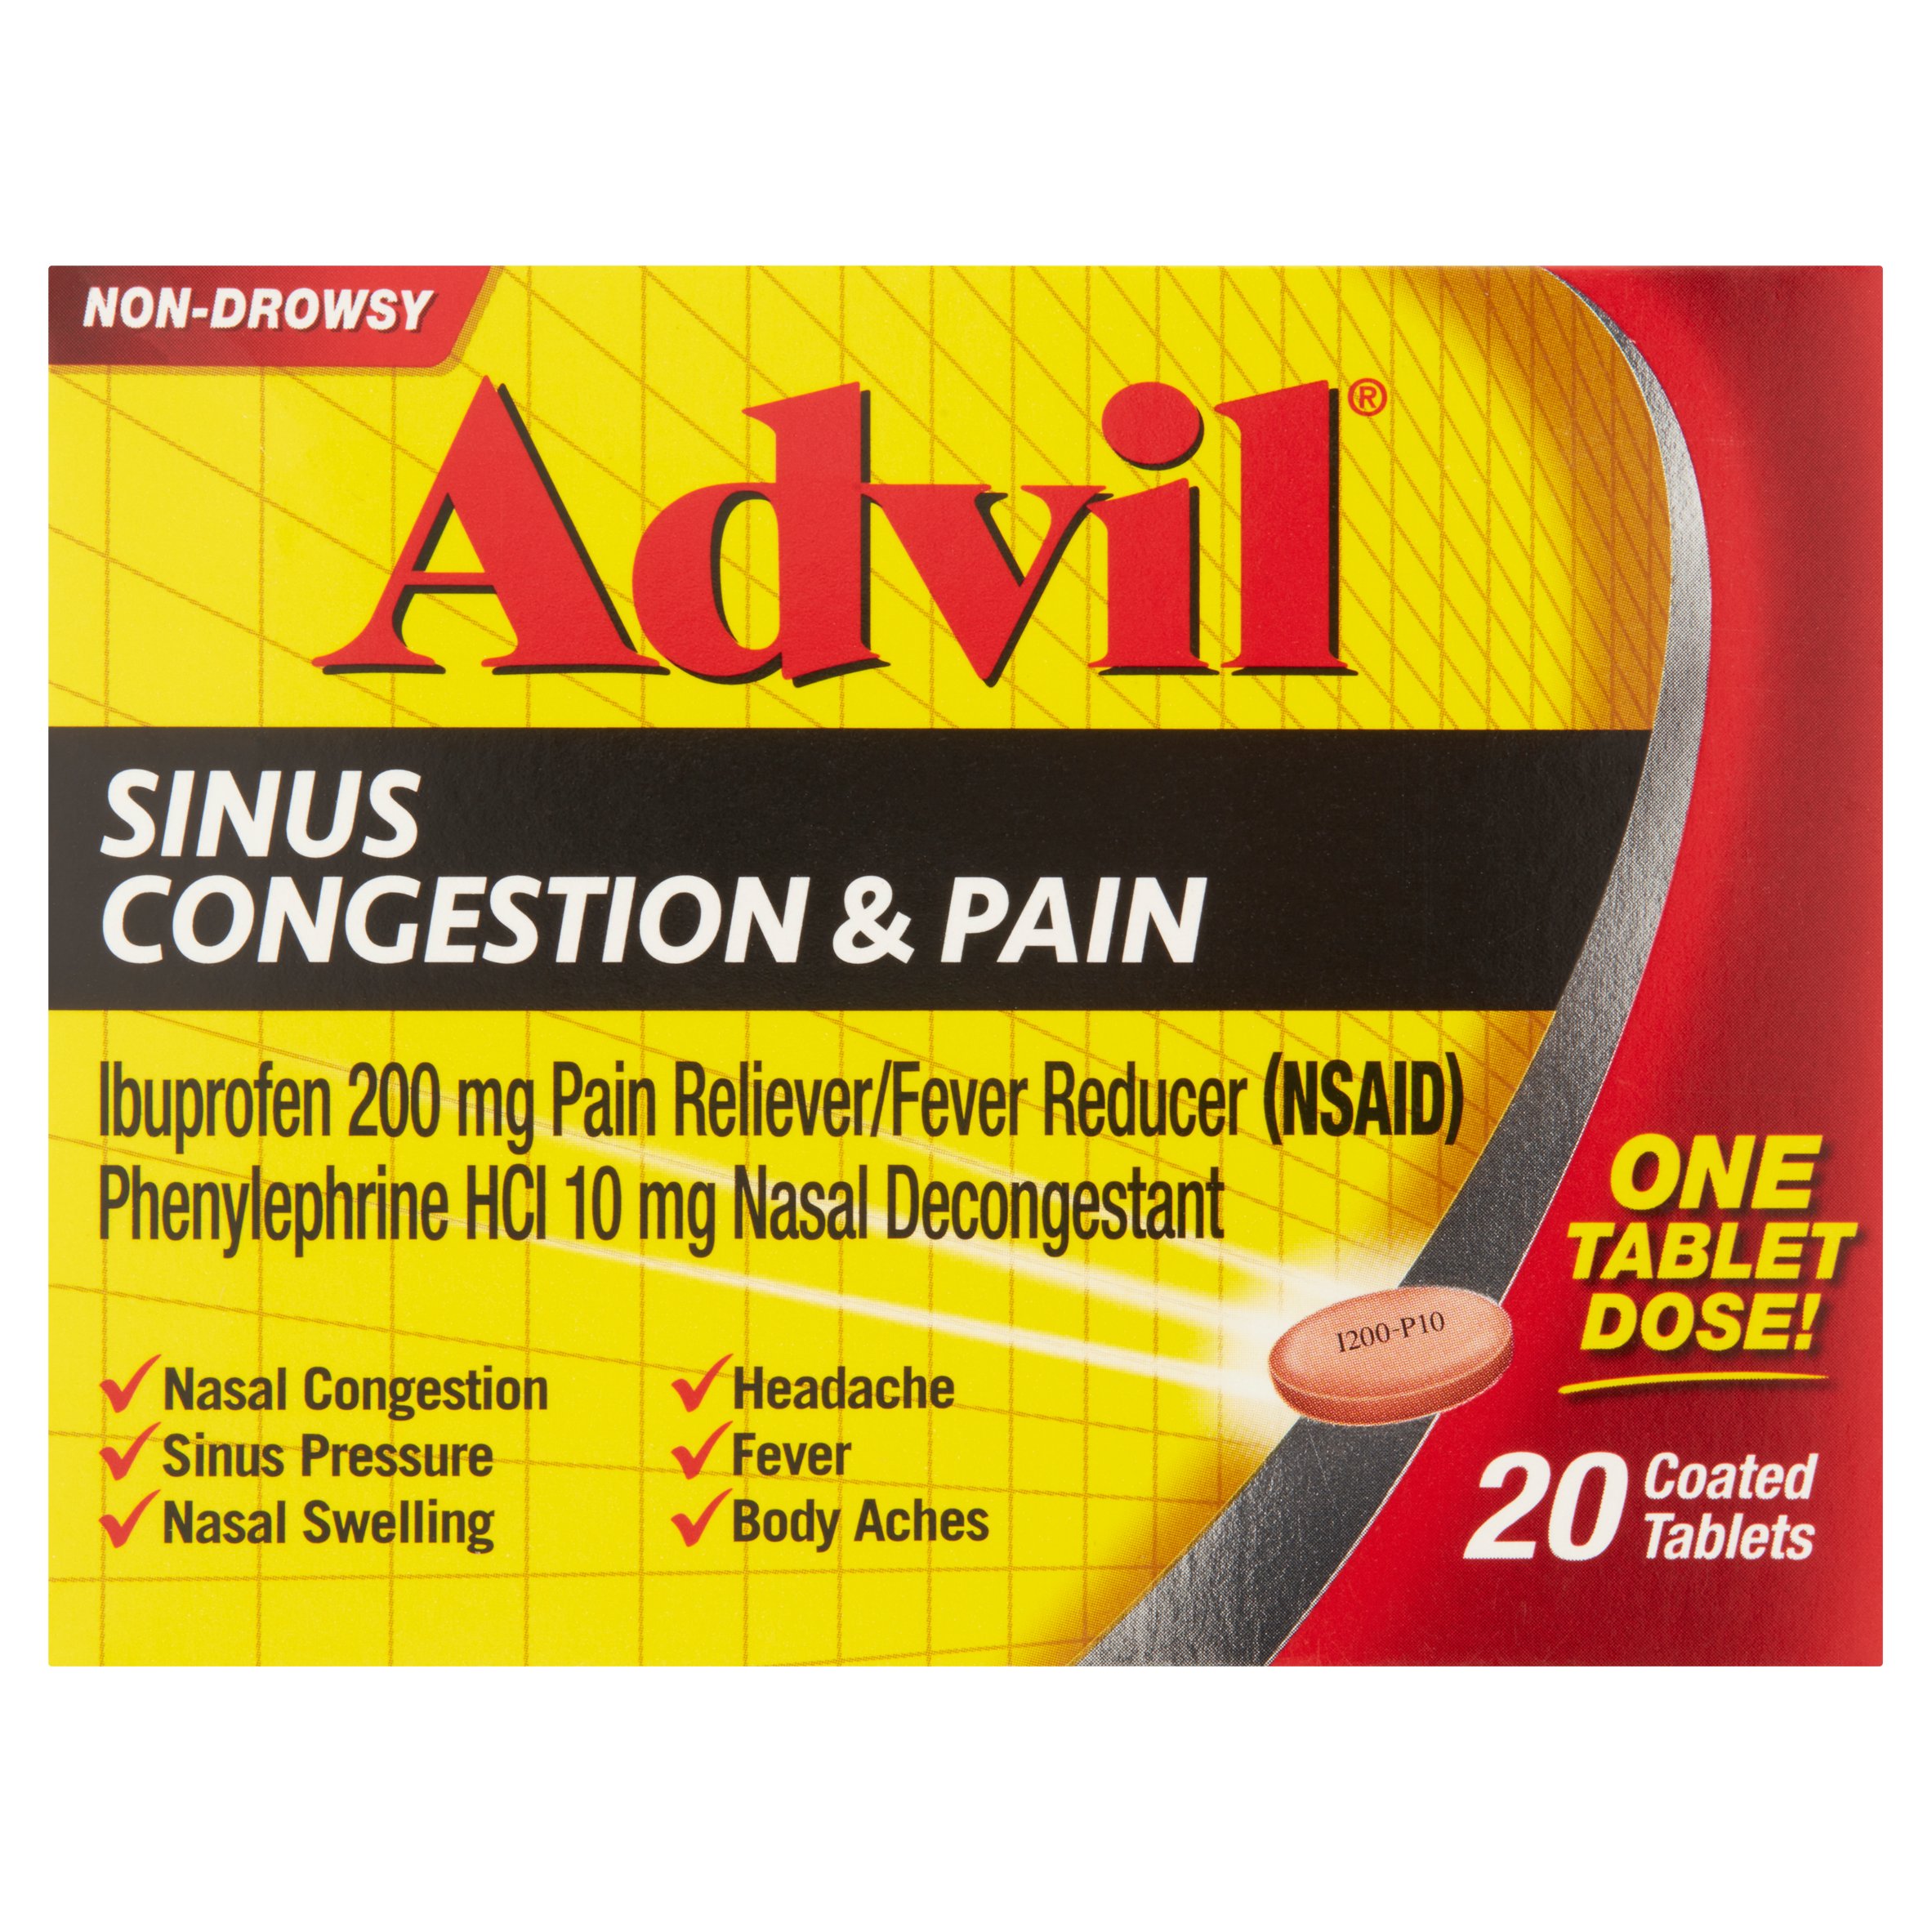 NON-DROWSY
Advil®
SINUS
CONGESTION & PAIN
Ibuprofen 200 mg Pain Reliever/Fever Reducer (NSAID)
Phenylephrine HCl 10 mg Nasal Decongestant
Nasal Congestion
Sinus Pressure
Nasal Swelling
Headache
Fever
Body Aches
I200-P10
ONE
TABLET
DOSE!
20 Coated
Tablets